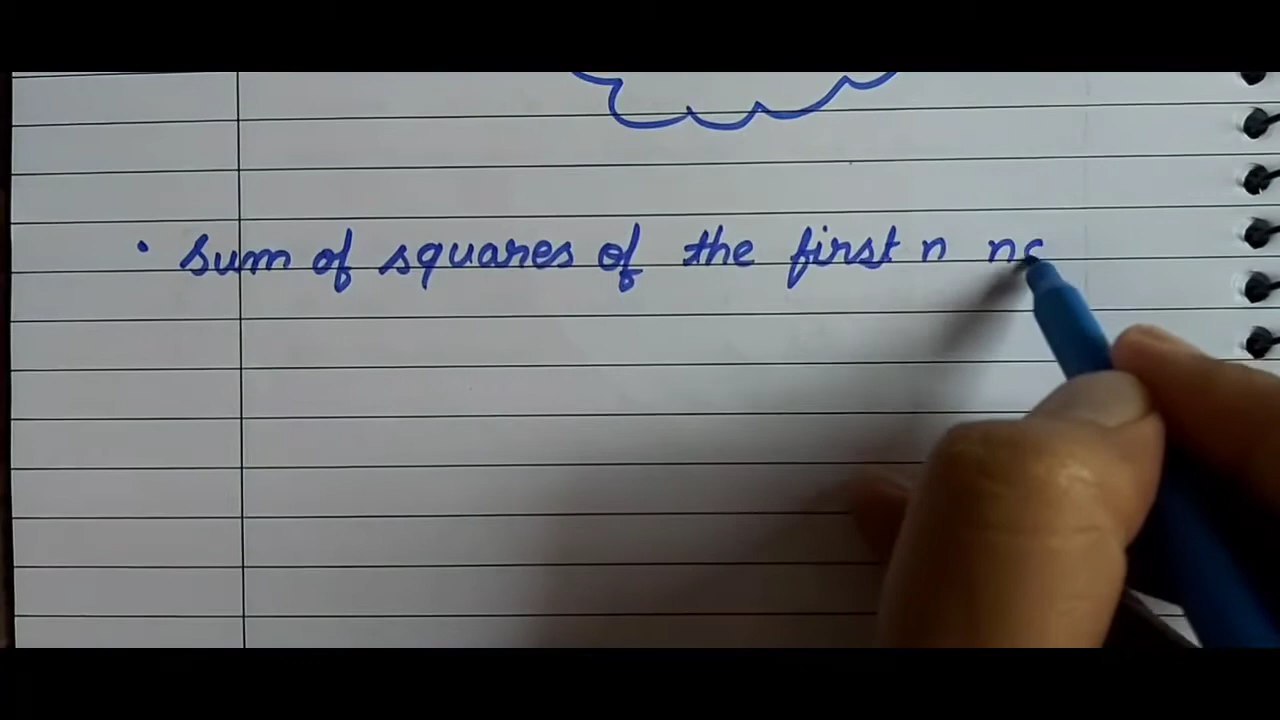 • Sum of squares of the first n